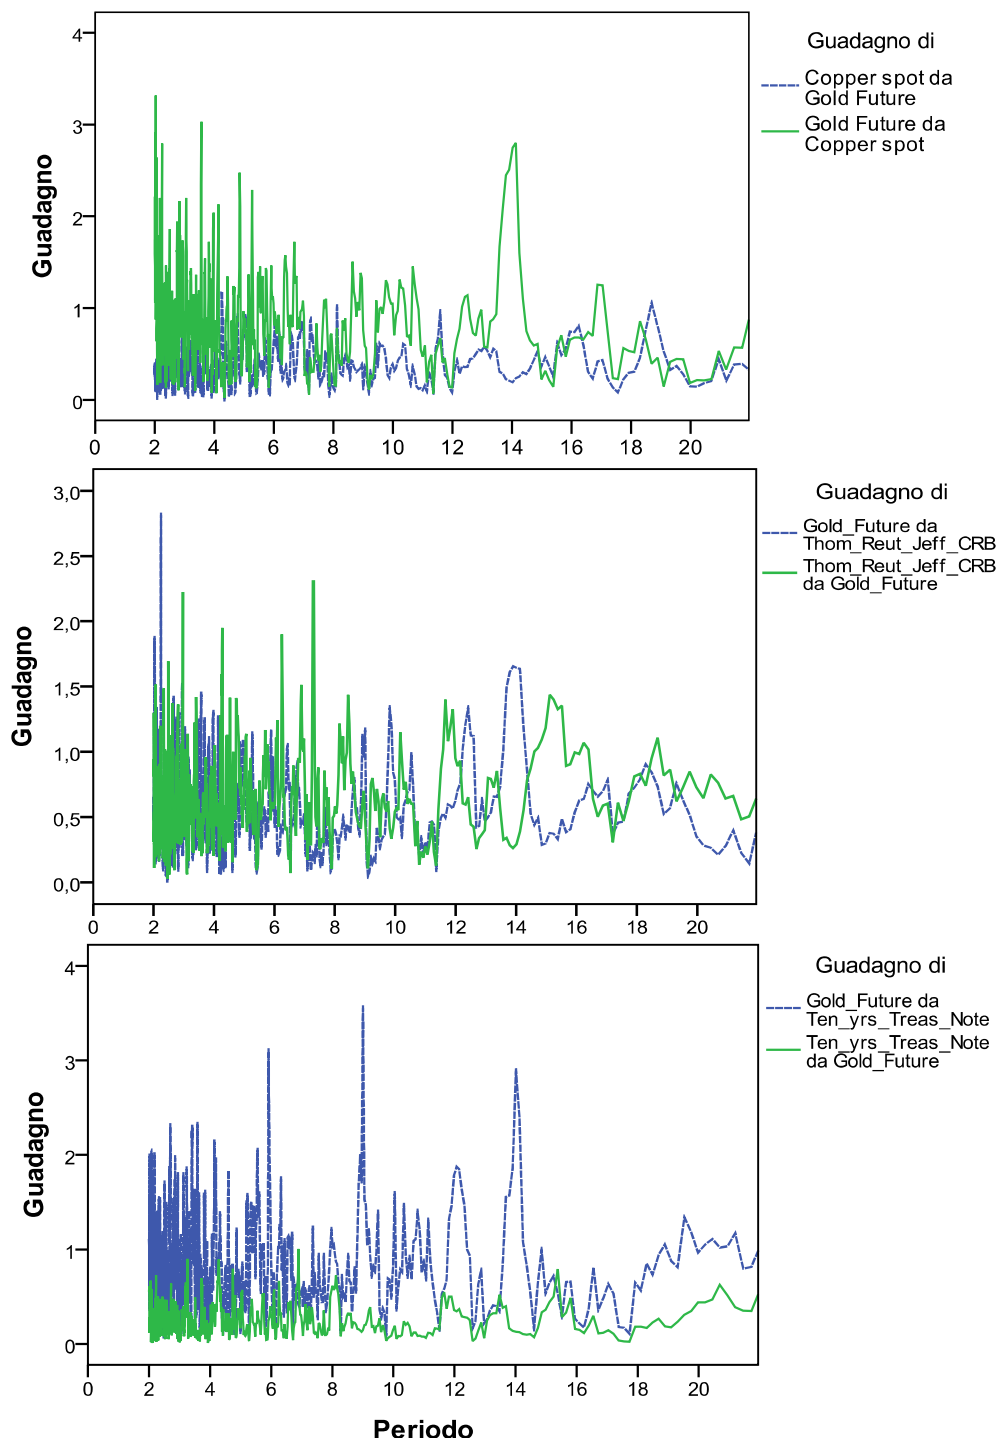 Guadagno di
Copper spot da
Gold Future
Gold Future da
Copper spot
Guadagno
4
3
2
1
0
0 2 4 6 8 10 12 14 16 18 20
Guadagno di
Gold_Future da
Thom_Reut_Jeff_CRB
Thom_Reut_Jeff_CRB
da Gold_Future
Guadagno
3,0
2,5
2,0
1,5
1,0
0,5
0,0
0 2 4 6 8 10 12 14 16 18 20
Guadagno di
Gold_Future da
Ten_yrs_Treas_Note
Ten_yrs_Treas_Note
da Gold_Future
Guadagno
4
3
2
1
0
0 2 4 6 8 10 12 14 16 18 20
Periodo